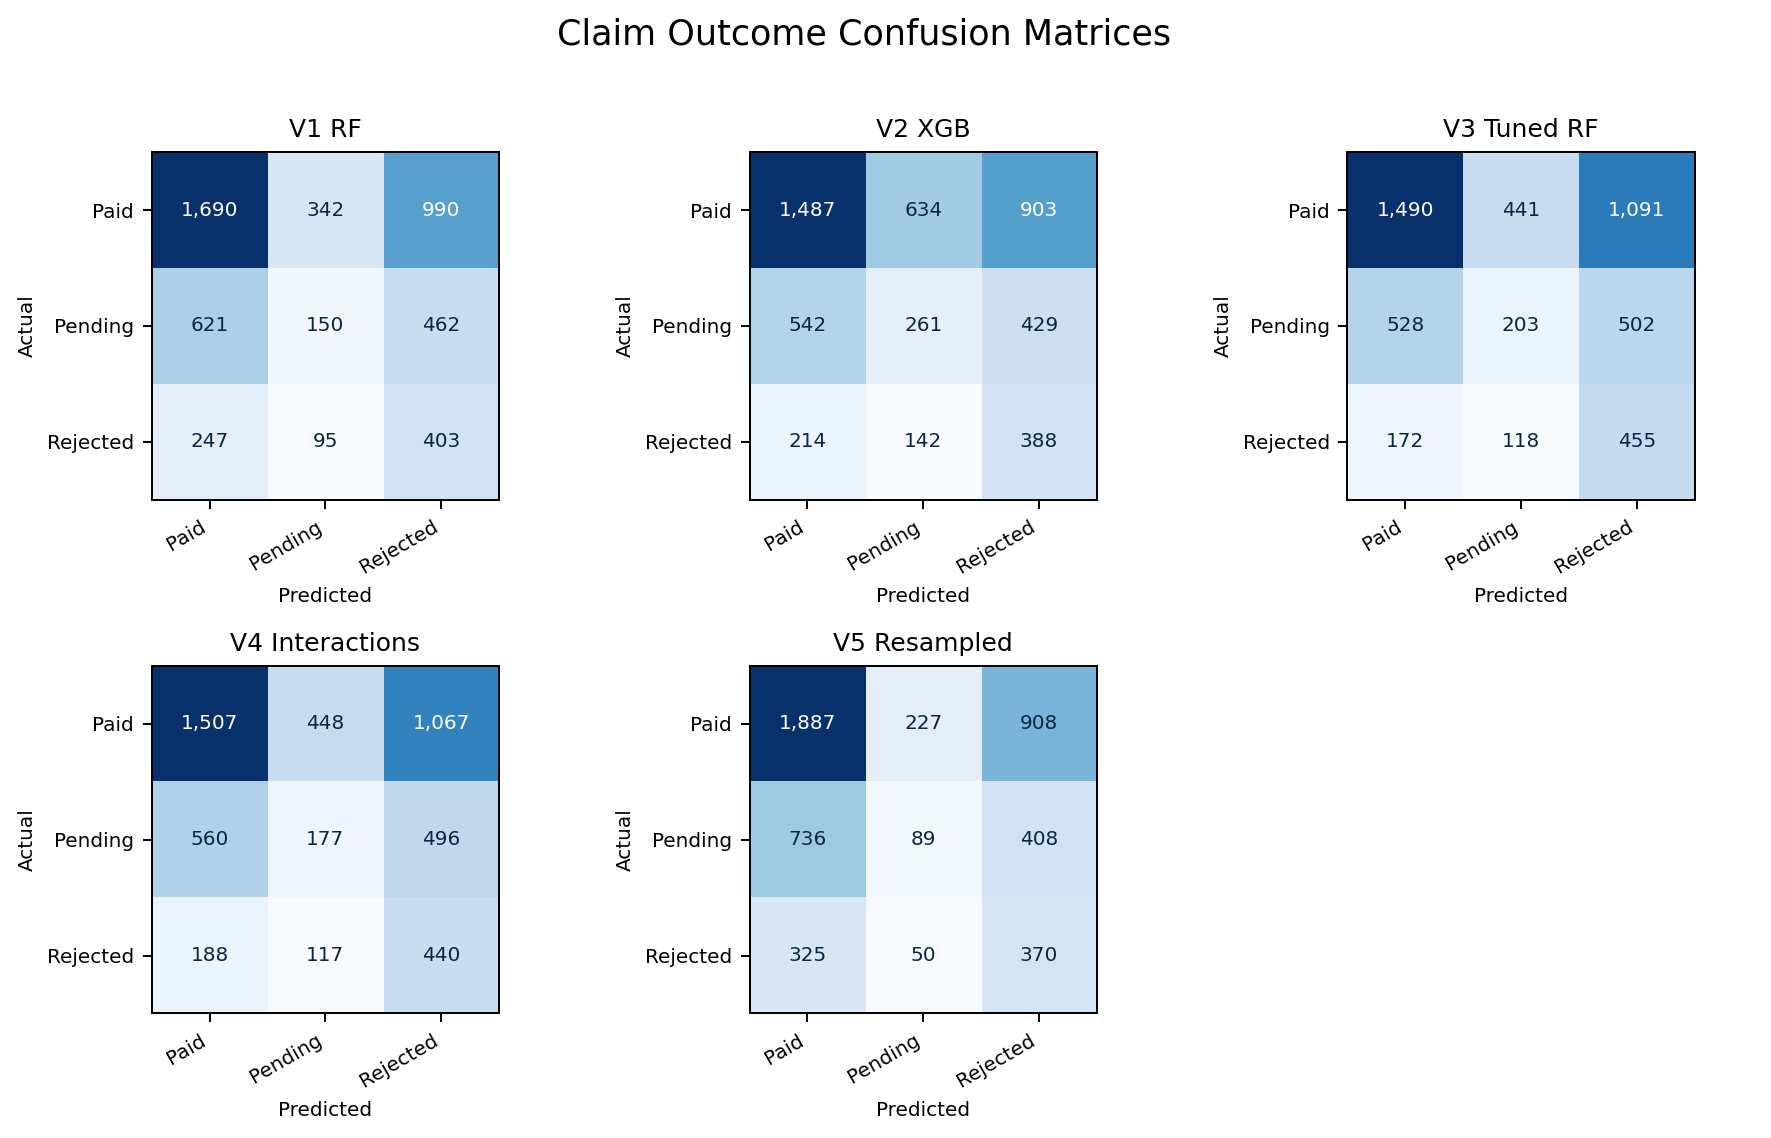 Claim Outcome Confusion Matrices
V1 RF
Actual
Paid 1,690 342 990
Pending 621 150 462
Rejected 247 95 403
Paid Pending Rejected
Predicted
V2 XGB
Actual
Paid 1,487 634 903
Pending 542 261 429
Rejected 214 142 388
Paid Pending Rejected
Predicted
V3 Tuned RF
Actual
Paid 1,490 441 1,091
Pending 528 203 502
Rejected 172 118 455
Paid Pending Rejected
Predicted
V4 Interactions
Actual
Paid 1,507 448 1,067
Pending 560 177 496
Rejected 188 117 440
Paid Pending Rejected
Predicted
V5 Resampled
Actual
Paid 1,887 227 908
Pending 736 89 408
Rejected 325 50 370
Paid Pending Rejected
Predicted